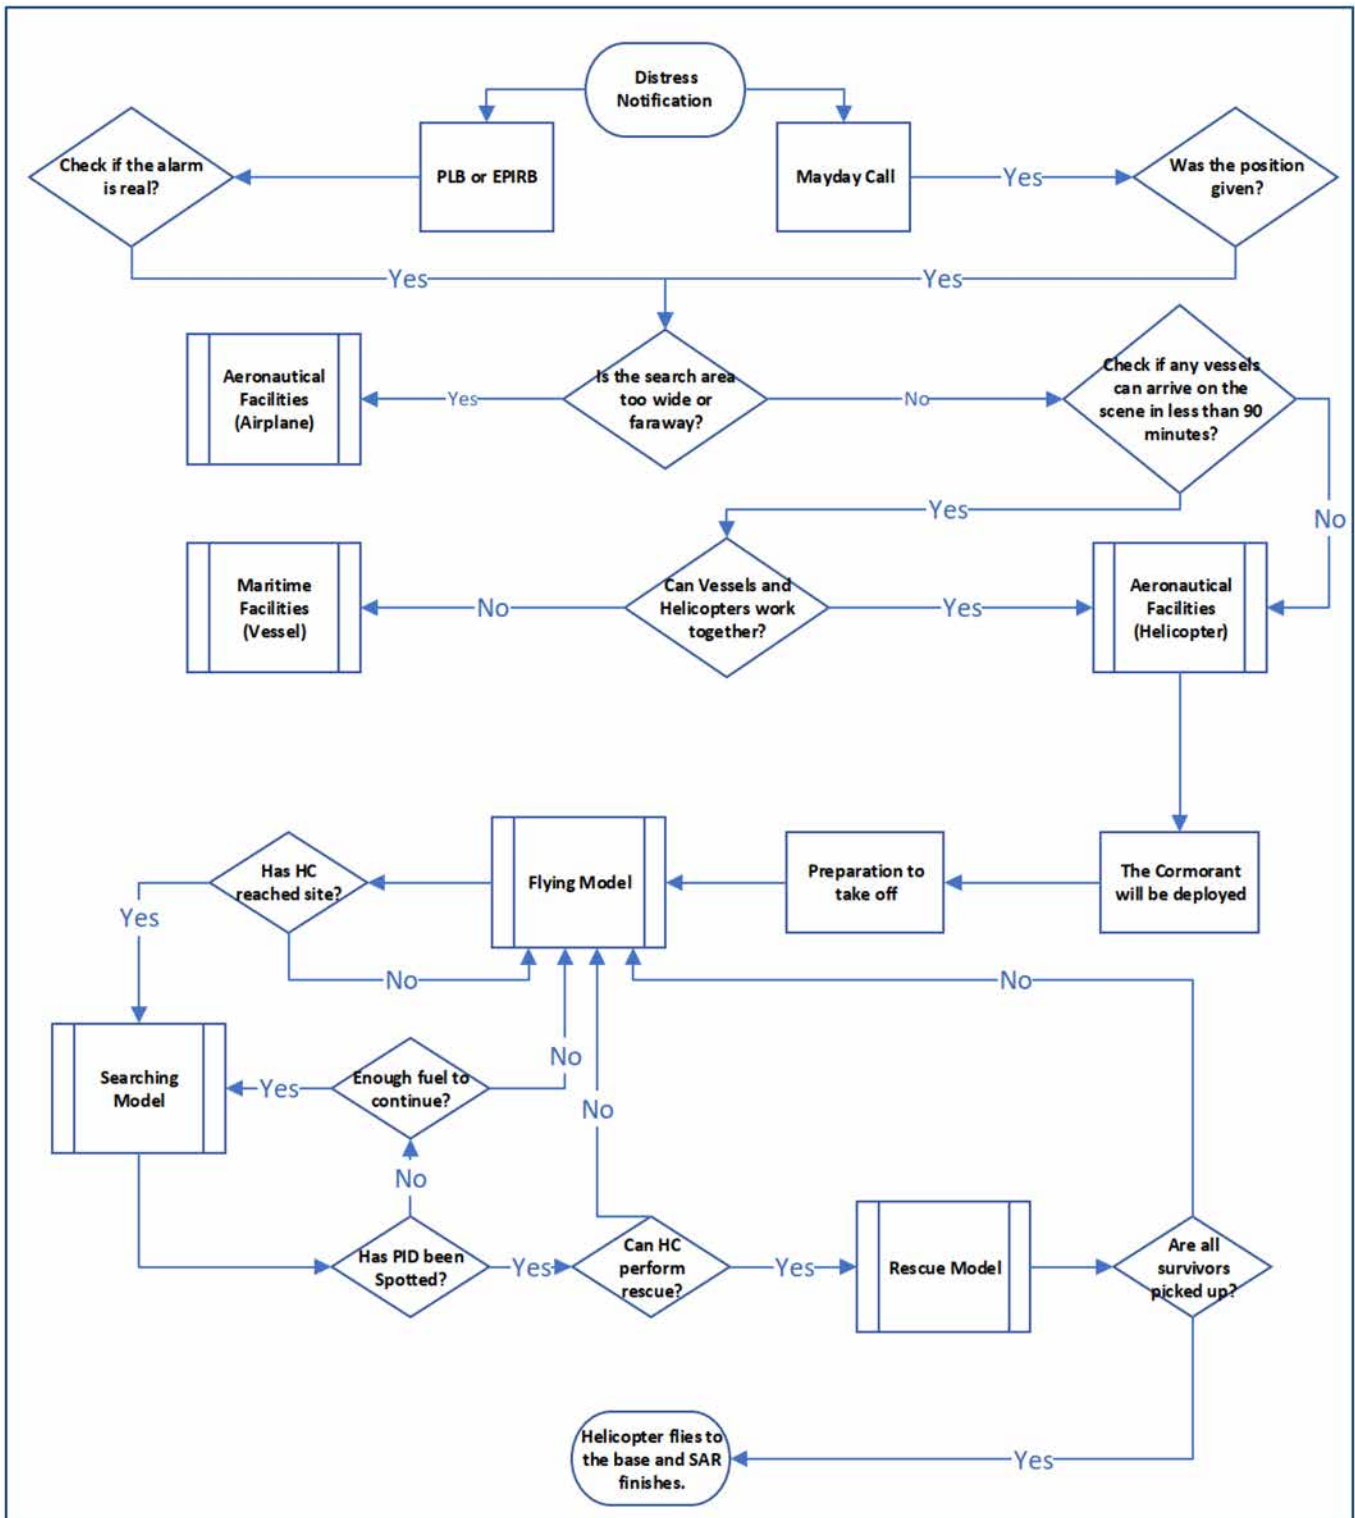 Distress
Notification
Check if the alarm
is real?
PLB or EPIRB
Mayday Call
Yes
Was the position
given?
Yes
Yes
Aeronautical
Facilities
(Airplane)
Yes
Is the search area
too wide or
faraway?
No
Check if any vessels
can arrive on the
scene in less than 90
minutes?
Yes
No
Maritime
Facilities
(Vessel)
No
Can Vessels and
Helicopters work
together?
Yes
Aeronautical
Facilities
(Helicopter)
Has HC
reached site?
Flying Model
Preparation to
take off
The Cormorant
will be deployed
Yes
No
No
Searching
Model
Yes
Enough fuel to
continue?
No
No
No
Has PID been
Spotted?
Yes
Can HC
perform
rescue?
Yes
Rescue Model
Are all
survivors
picked up?
Helicopter flies to
the base and SAR
finishes.
Yes